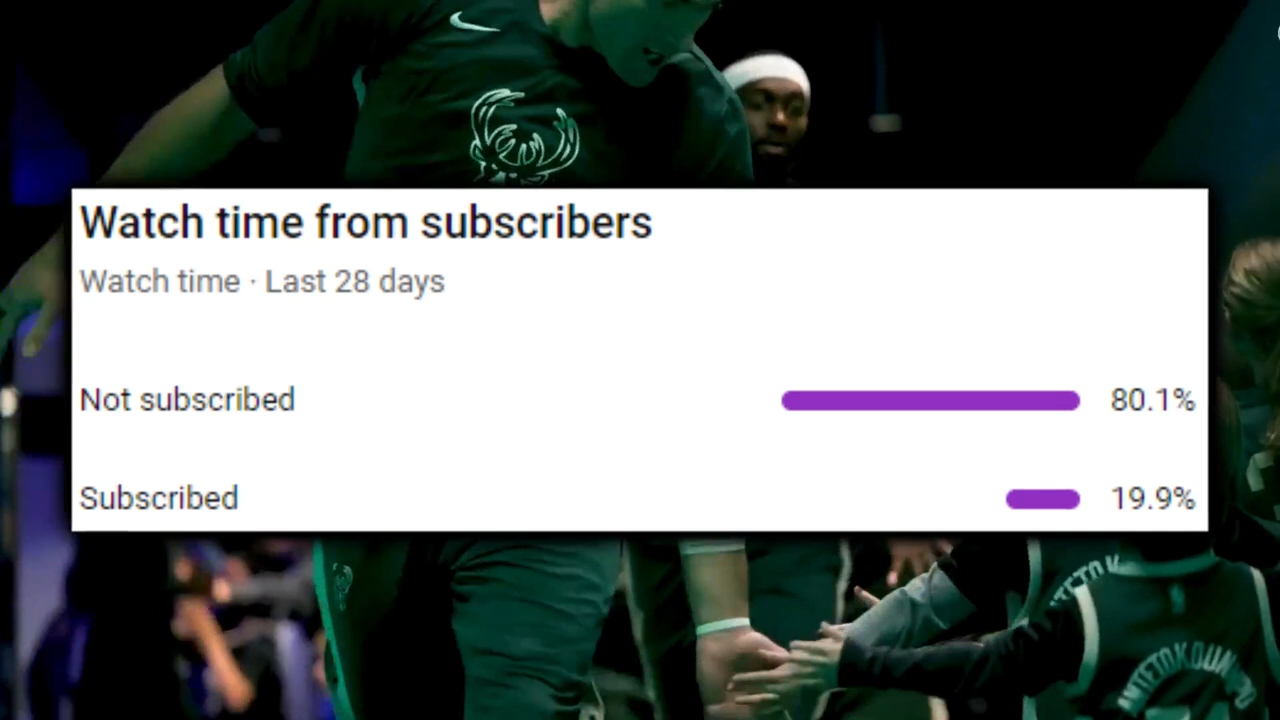 Watch time from subscribers
Watch time · Last 28 days
Not subscribed 80.1%
Subscribed 19.9%